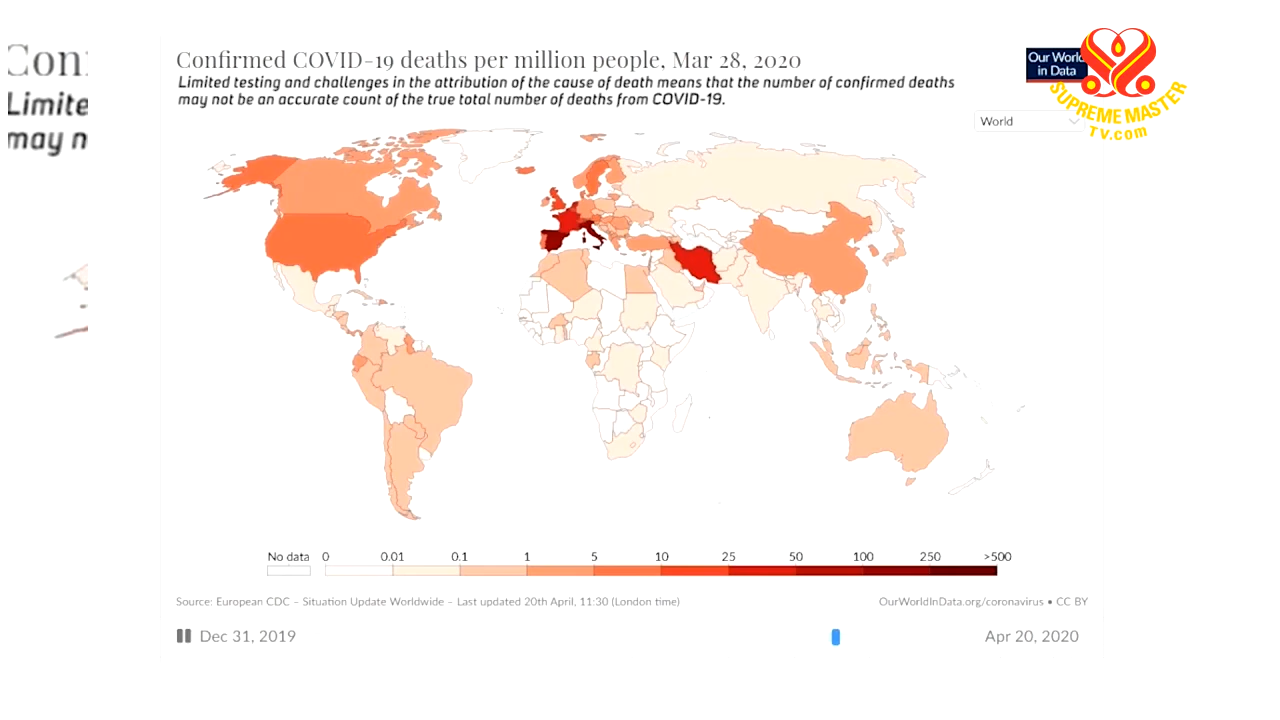 Confirmed COVID-19 deaths per million people, Mar 28, 2020
Limited testing and challenges in the attribution of the cause of death means that the number of confirmed deaths
may not be an accurate count of the true total number of deaths from COVID-19.
Our World
in Data
SUPREME MASTER
TV.com
World
Con
Limite
may n
No data 0 0.01 0.1 1 5 10 25 50 100 250 >500
Source: European CDC – Situation Update Worldwide – Last updated 20th April, 11:30 (London time)
OurWorldInData.org/coronavirus • CC BY
Dec 31, 2019
Apr 20, 2020